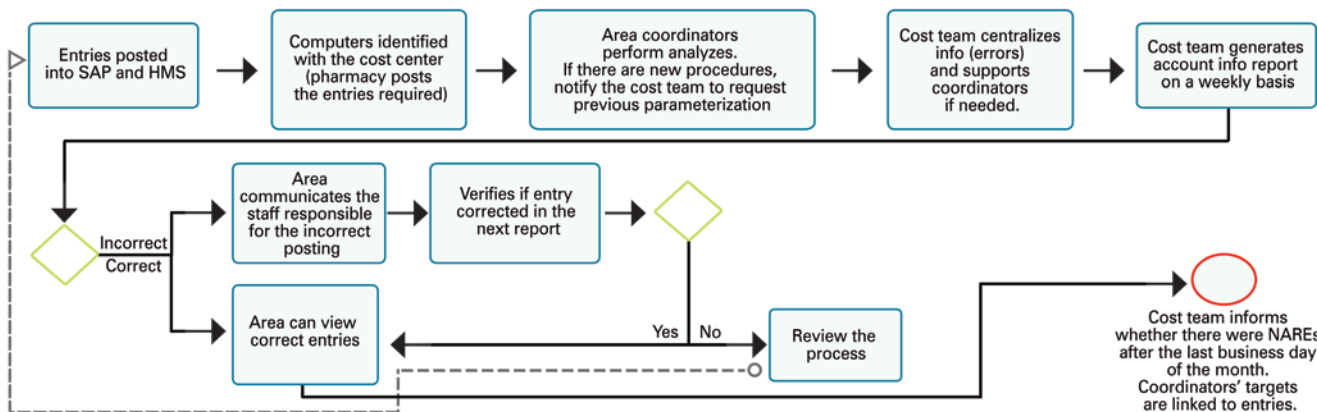 Entries posted
into SAP and HMS
Computers identified
with the cost center
(pharmacy posts
the entries required)
Area coordinators
perform analyzes.
If there are new procedures,
notify the cost team to request
previous parameterization
Cost team centralizes
info (errors)
and supports
coordinators
if needed.
Cost team generates
account info report
on a weekly basis
Incorrect
Correct
Area
communicates the
staff responsible
for the incorrect
posting
Verifies if entry
corrected in the
next report
Area can view
correct entries
Yes
No
Review the
process
Cost team informs
whether there were NAREs
after the last business day
of the month.
Coordinators' targets
are linked to entries.